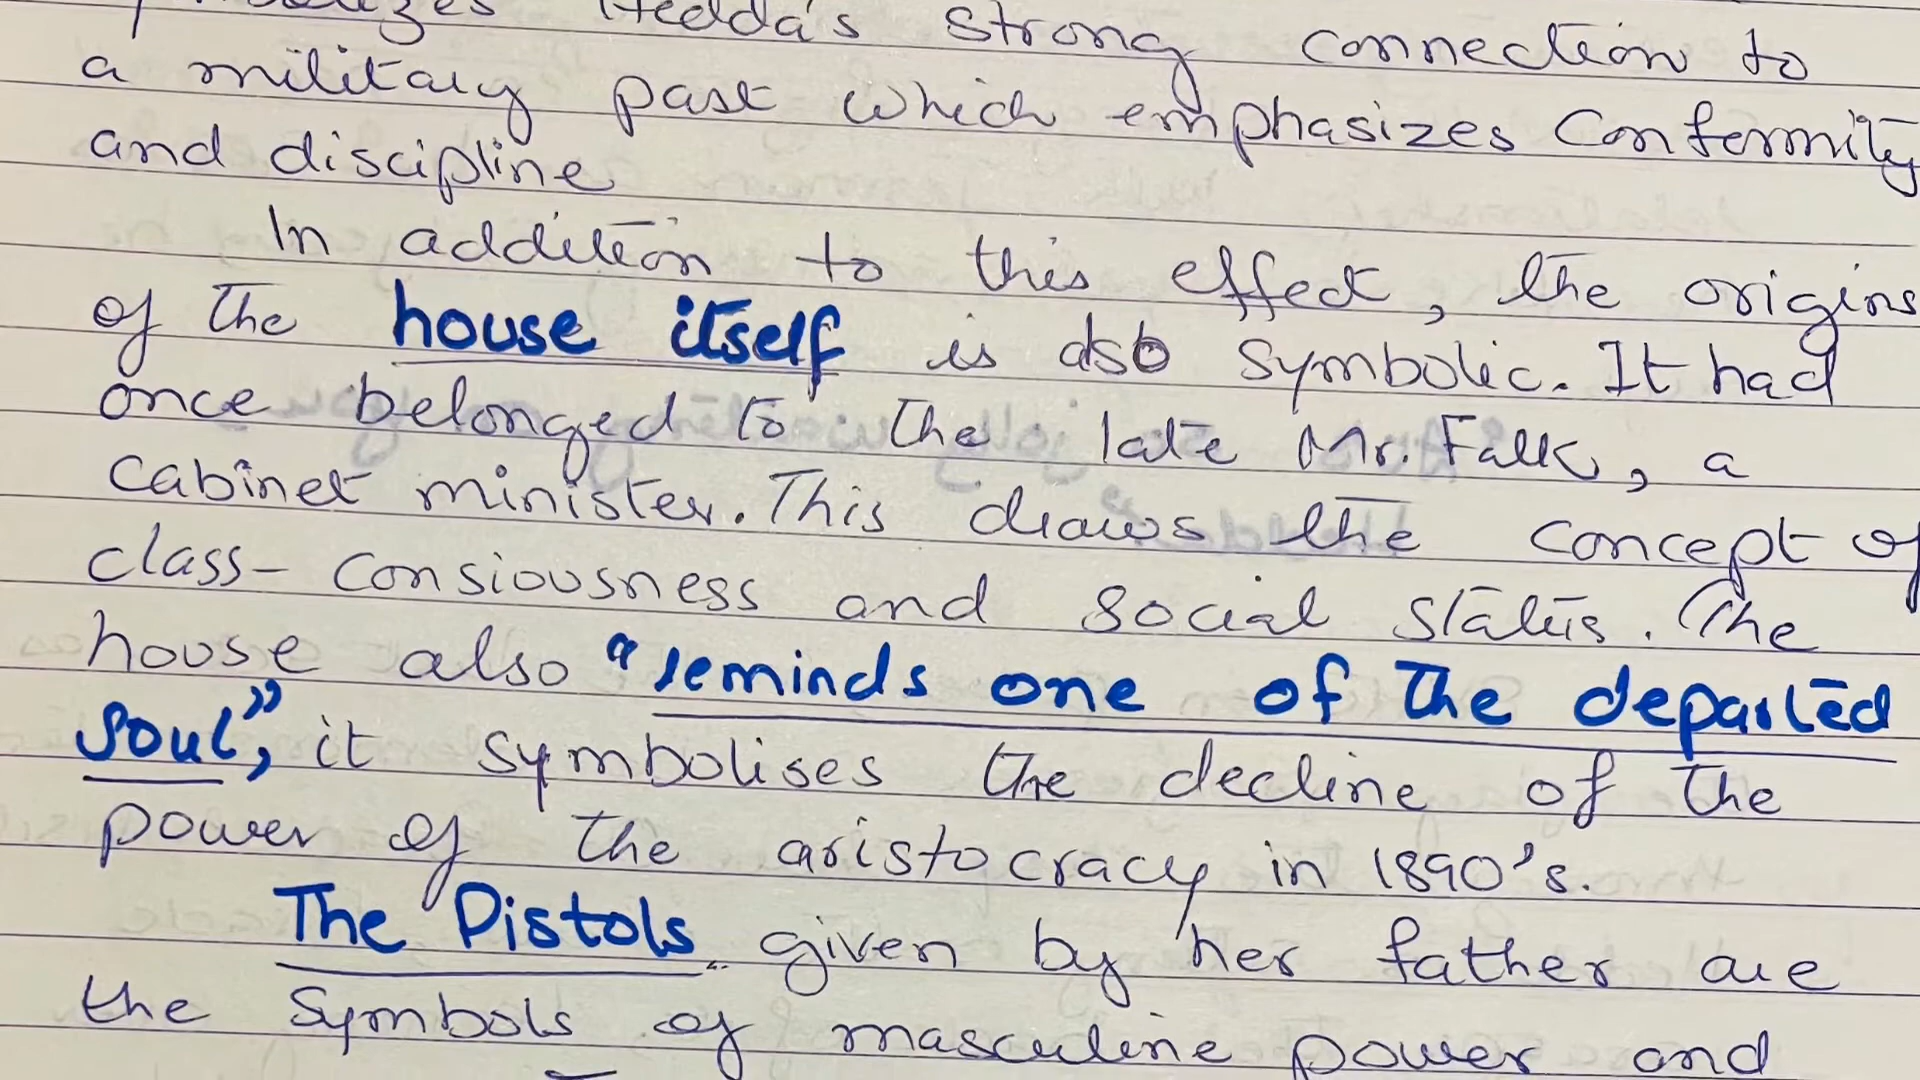 Hedda's strong connection to
a military past which emphasizes Conformity
and discipline
In addition to this effect, the origins
of the house itself is also symbolic. It had
once belonged to the late Mr. Falk, a
cabinet minister. This draws the concept of
class- consiousness and social status. The
house also "reminds one of the departed
soul", it symbolises the decline of the
power of the aristocracy in 1890's.
The Pistols given by her father are
the symbols of masculine power and